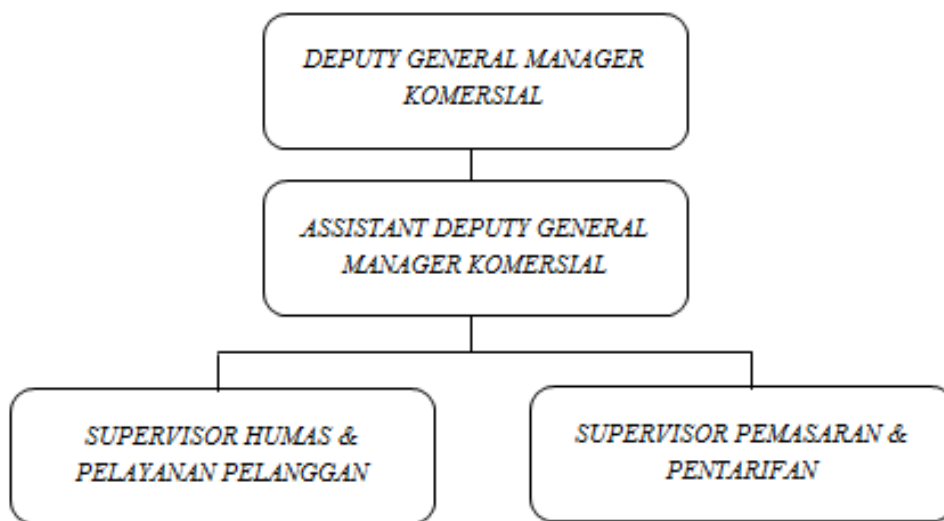 DEPUTY GENERAL MANAGER
KOMERSIAL
ASSISTANT DEPUTY GENERAL
MANAGER KOMERSIAL
SUPERVISOR HUMAS &
PELAYANAN PELANGGAN
SUPERVISOR PEMASARAN &
PENTARIFAN